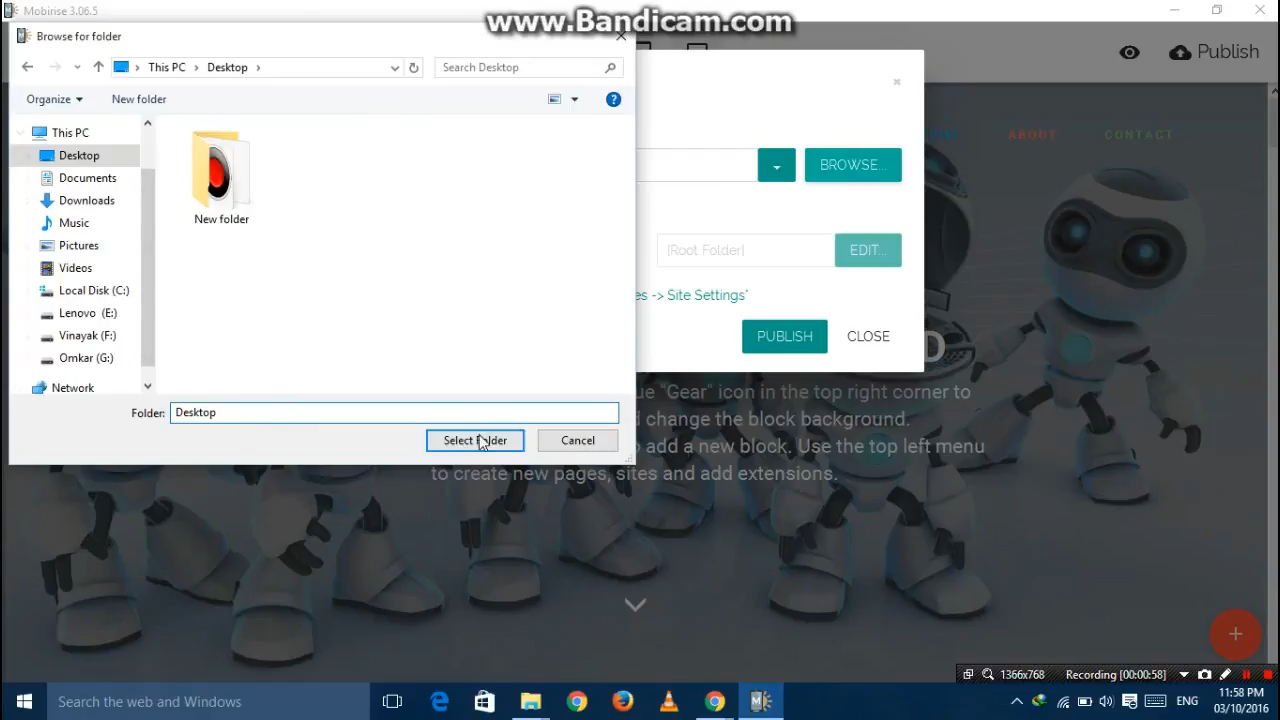 Mobirise 3.06.5
www.Bandicam.com
Browse for folder
This PC
Desktop
Search Desktop
Organize
New folder
This PC
Desktop
Documents
Downloads
Music
Pictures
Videos
Local Disk (C:)
Lenovo (E:)
Vinayak (F:)
Omkar (G:)
Network
New folder
Folder:
Desktop
Select Folder
Cancel
Publish
ABOUT
CONTACT
BROWSE...
[Root Folder]
EDIT...
es -> Site Settings"
PUBLISH
CLOSE
D
ue "Gear" icon in the top right corner to
d change the block background.
to add a new block. Use the top left menu
to create new pages, sites and add extensions.
1366x768
Recording [00:00:58]
Search the web and Windows
ENG
11:58 PM
03/10/2016